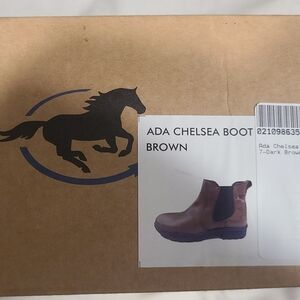 ADA CHELSEA BOOT
BROWN
021098635
Ada Chelsea
7-Dark Brown